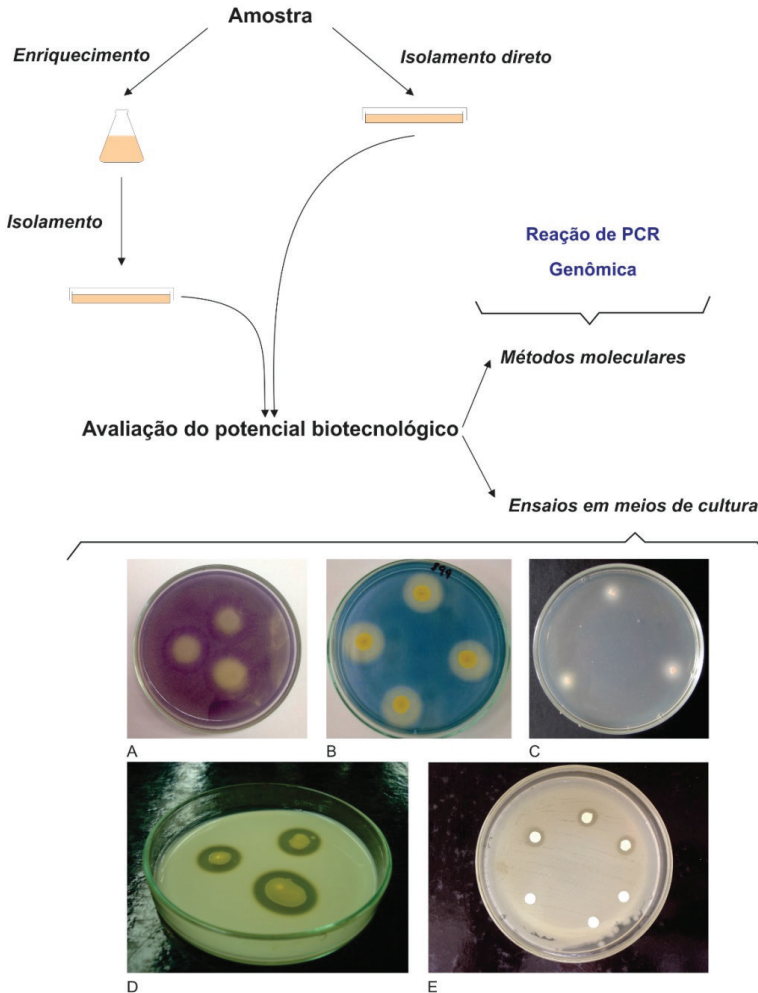 Amostra
Enriquecimento
Isolamento direto
Isolamento
Reação de PCR
Genômica
Métodos moleculares
Avaliação do potencial biotecnológico
Ensaios em meios de cultura
A
B
C
D
E